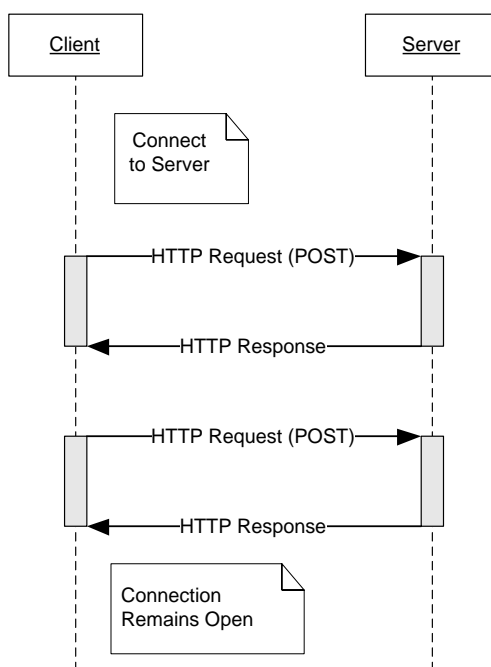 Client
Server
Connect
to Server
HTTP Request (POST)
HTTP Response
HTTP Request (POST)
HTTP Response
Connection
Remains Open